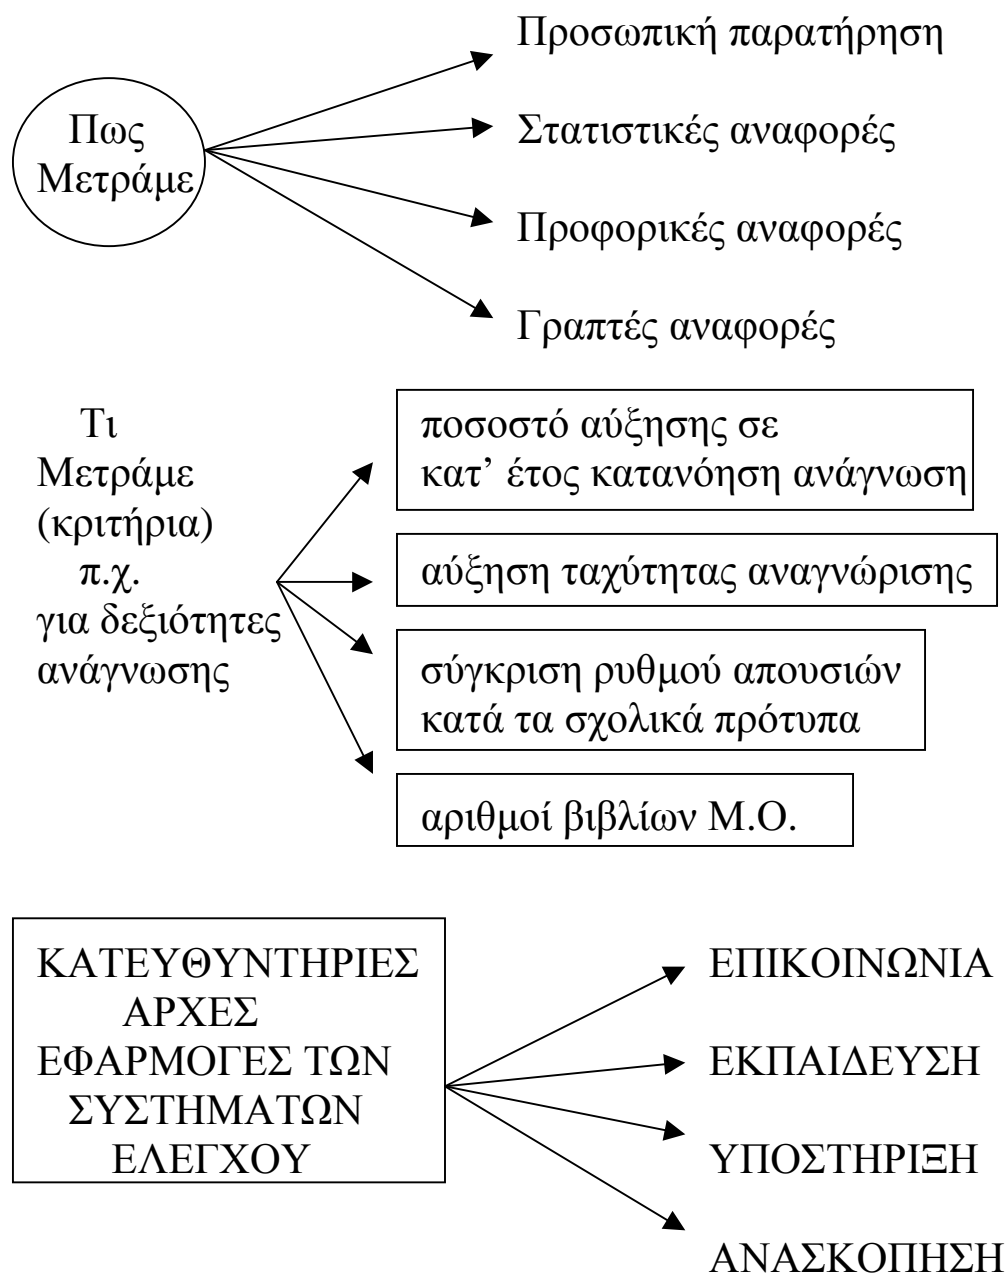 Προσωπική παρατήρηση
Πως
Μετράμε
Στατιστικές αναφορές
Προφορικές αναφορές
Γραπτές αναφορές
Τι
Μετράμε
(κριτήρια)
π.χ.
για δεξιότητες
ανάγνωσης
ποσοστό αύξησης σε
κατ’ έτος κατανόηση ανάγνωση
αύξηση ταχύτητας αναγνώρισης
σύγκριση ρυθμού απουσιών
κατά τα σχολικά πρότυπα
αριθμοί βιβλίων Μ.Ο.
ΚΑΤΕΥΘΥΝΤΗΡΙΕΣ
ΑΡΧΕΣ
ΕΦΑΡΜΟΓΕΣ ΤΩΝ
ΣΥΣΤΗΜΑΤΩΝ
ΕΛΕΓΧΟΥ
ΕΠΙΚΟΙΝΩΝΙΑ
ΕΚΠΑΙΔΕΥΣΗ
ΥΠΟΣΤΗΡΙΞΗ
ΑΝΑΣΚΟΠΗΣΗ